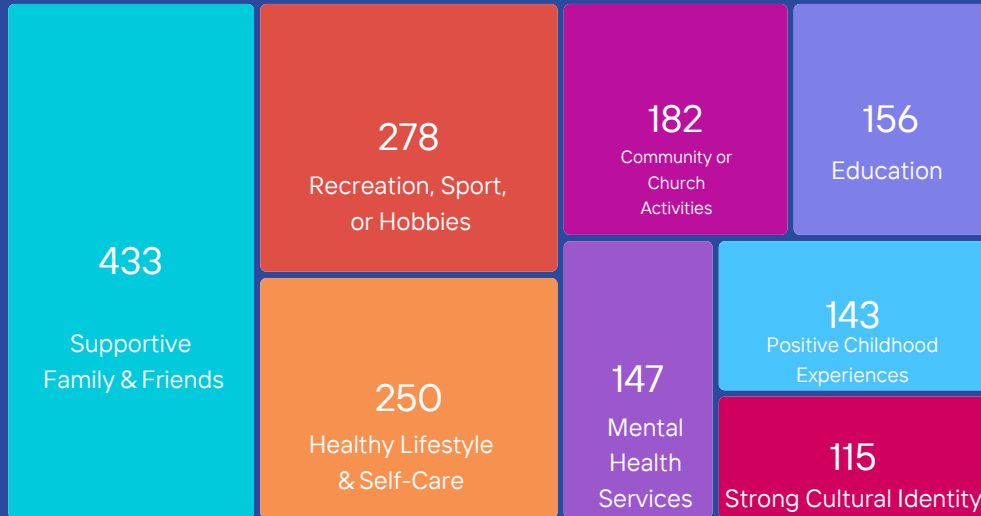 433
Supportive
Family & Friends
278
Recreation, Sport,
or Hobbies
250
Healthy Lifestyle
& Self-Care
182
Community or
Church
Activities
156
Education
147
Mental
Health
Services
143
Positive Childhood
Experiences
115
Strong Cultural Identity